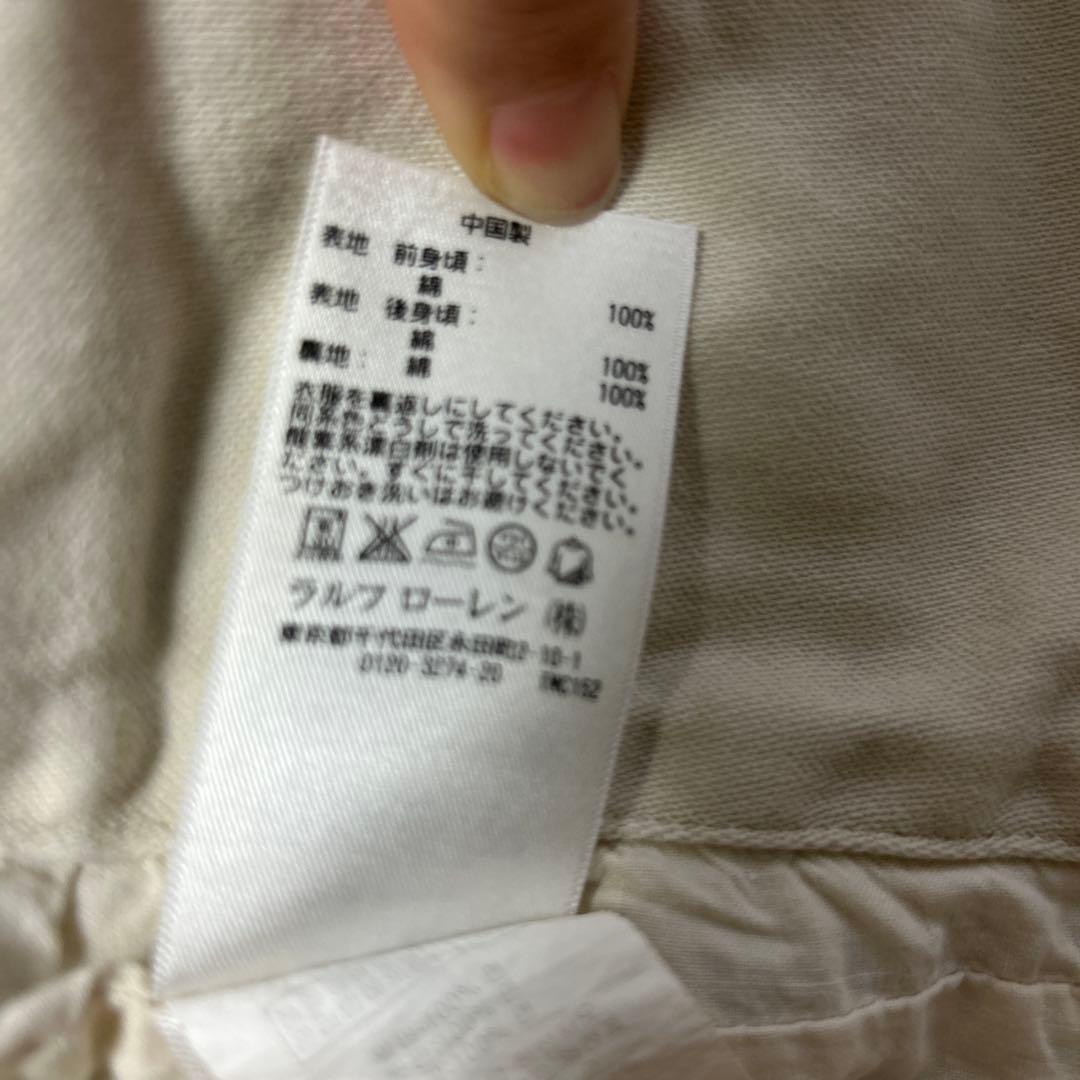 中国製
表地 前身頃：
綿 100%
表地 後身頃：
綿 100%
裏地： 綿 100%
衣服を裏返しにしてください。
同系色どうしで洗ってください。
酸素系漂白剤は使用しないでく
ださい。すぐに干してください。
つけおき洗いはお避けください。
ラルフ ローレン（株）
東京都千代田区永田町2-10-1
0120-3274-20